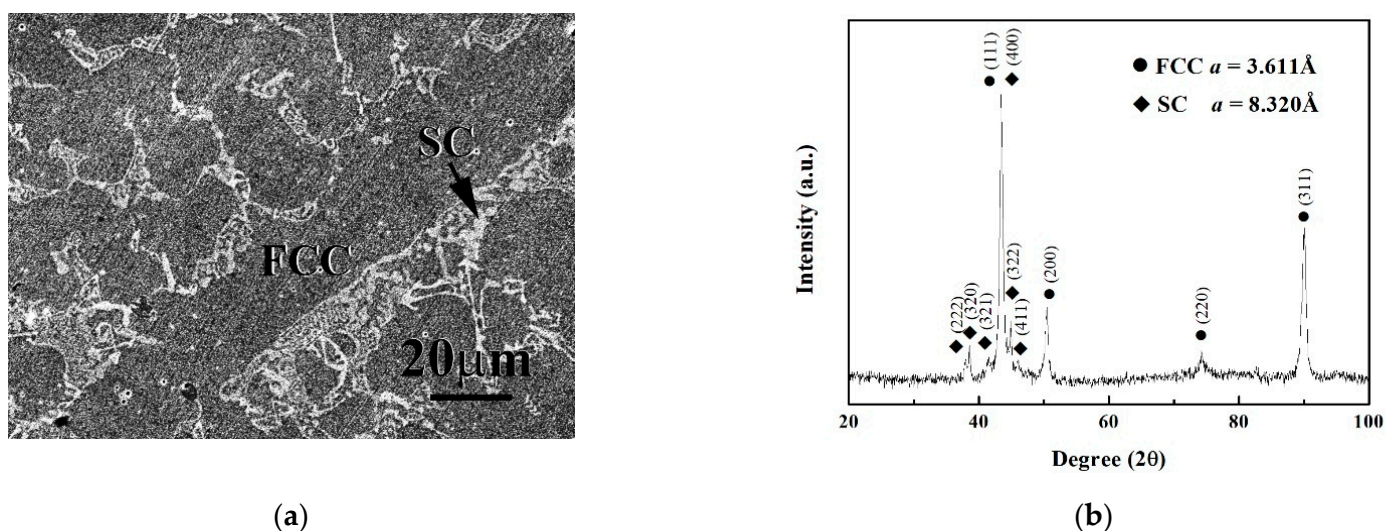 SC
FCC
20μm
(a)
Intensity (a.u.)
(111)
(400)
● FCC a = 3.611Å
◆ SC a = 8.320Å
(222)
(320)
(321)
(322)
(411)
(200)
(220)
(311)
20 40 60 80 100
Degree (2θ)
(b)